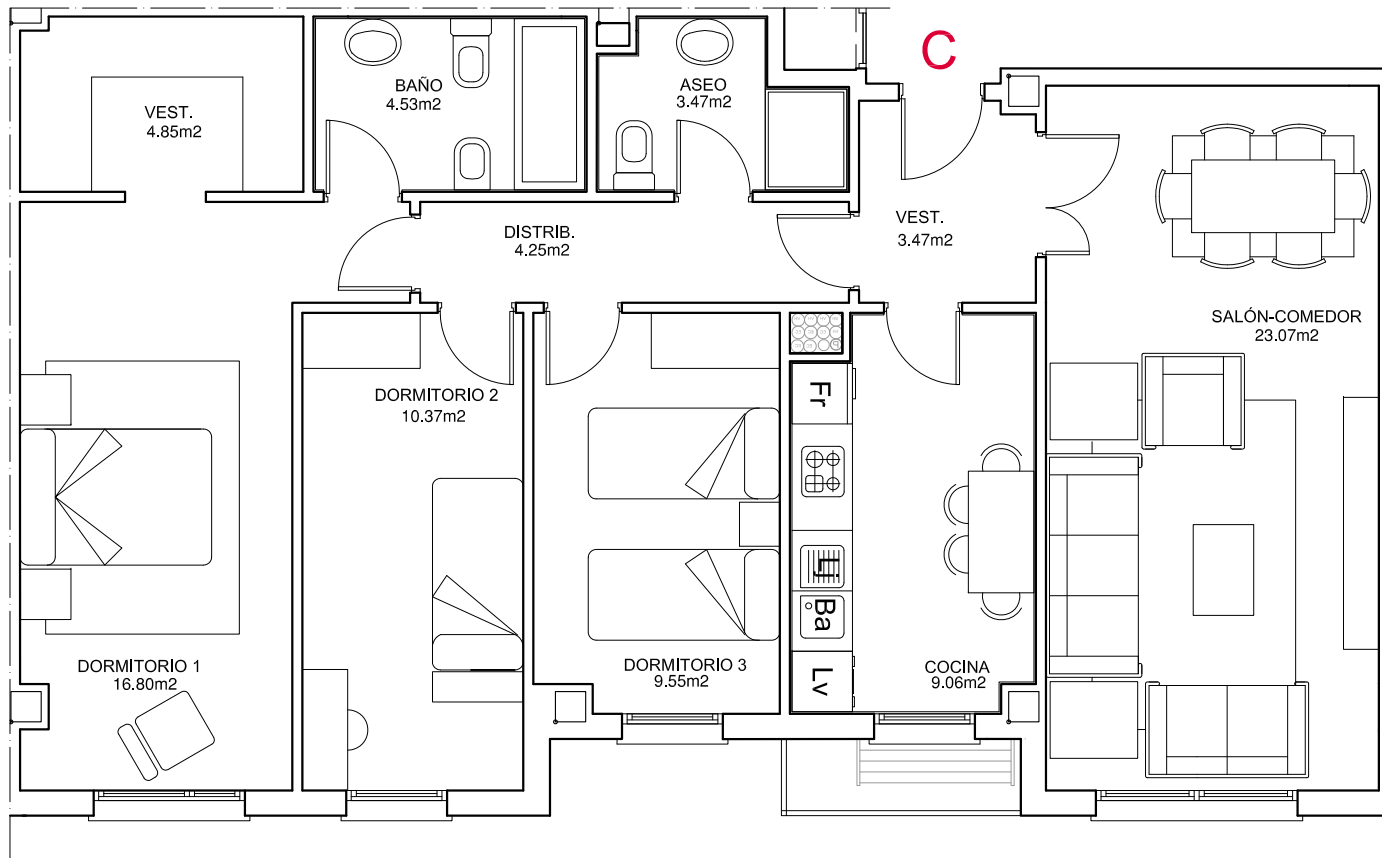 C
BAÑO
4.53m2
ASEO
3.47m2
VEST.
4.85m2
DISTRIB.
4.25m2
VEST.
3.47m2
SALÓN-COMEDOR
23.07m2
DORMITORIO 2
10.37m2
Fr
Lj
Ba
Lv
DORMITORIO 1
16.80m2
DORMITORIO 3
9.55m2
COCINA
9.06m2